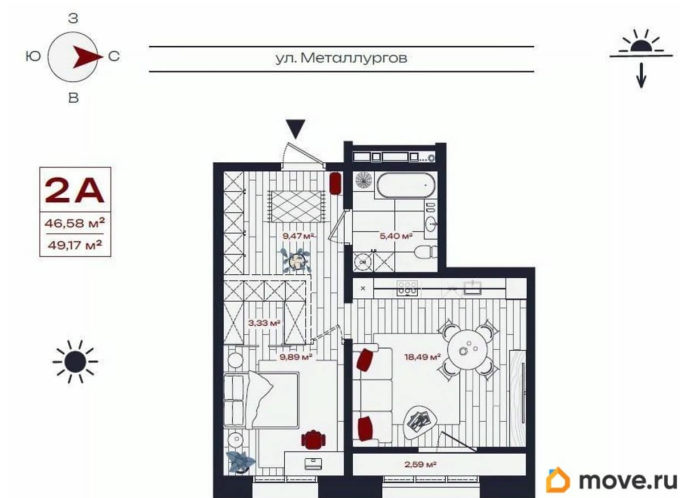 З
Ю
С
В
ул. Металлургов
2А
46,58 м²
49,17 м²
9,47 м²
5,40 м²
3,33 м²
9,89 м²
18,49 м²
2,59 м²
move.ru